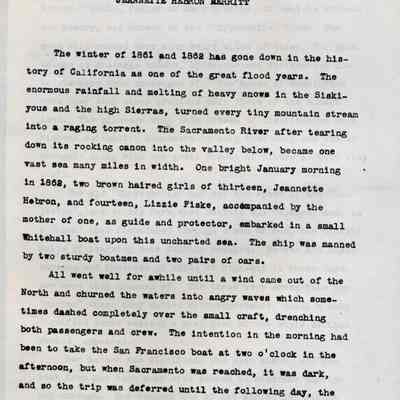 JEANNETTE HEBRON MERRITT
The winter of 1861 and 1862 has gone down in the his-
tory of California as one of the great flood years. The
enormous rainfall and melting of heavy snows in the Siski-
yous and the high Sierras, turned every tiny mountain stream
into a raging torrent. The Sacramento River after tearing
down its rocking canon into the valley below, became one
vast sea many miles in width. One bright January morning
in 1862, two brown haired girls of thirteen, Jeannette
Hebron, and fourteen, Lizzie Fiske, accompanied by the
mother of one, as guide and protector, embarked in a small
Whitehall boat upon this uncharted sea. The ship was manned
by two sturdy boatmen and two pairs of oars.
All went well for awhile until a wind came out of the
North and churned the waters into angry waves which some-
times dashed completely over the small craft, drenching
both passengers and crew. The intention in the morning had
been to take the San Francisco boat at two o'clock in the
afternoon, but when Sacramento was reached, it was dark,
and so the trip was deferred until the following day, the